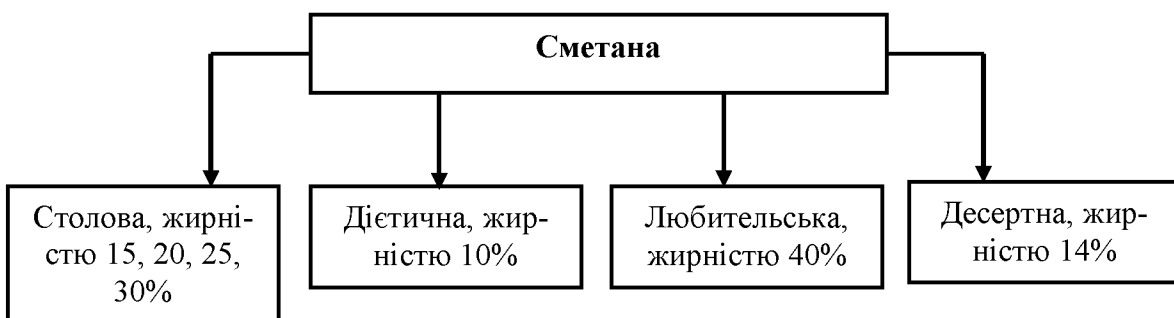 Сметана
Столова, жирні-
стю 15, 20, 25,
30%
Дієтична, жир-
ністю 10%
Любительська,
жирністю 40%
Десертна, жир-
ністю 14%